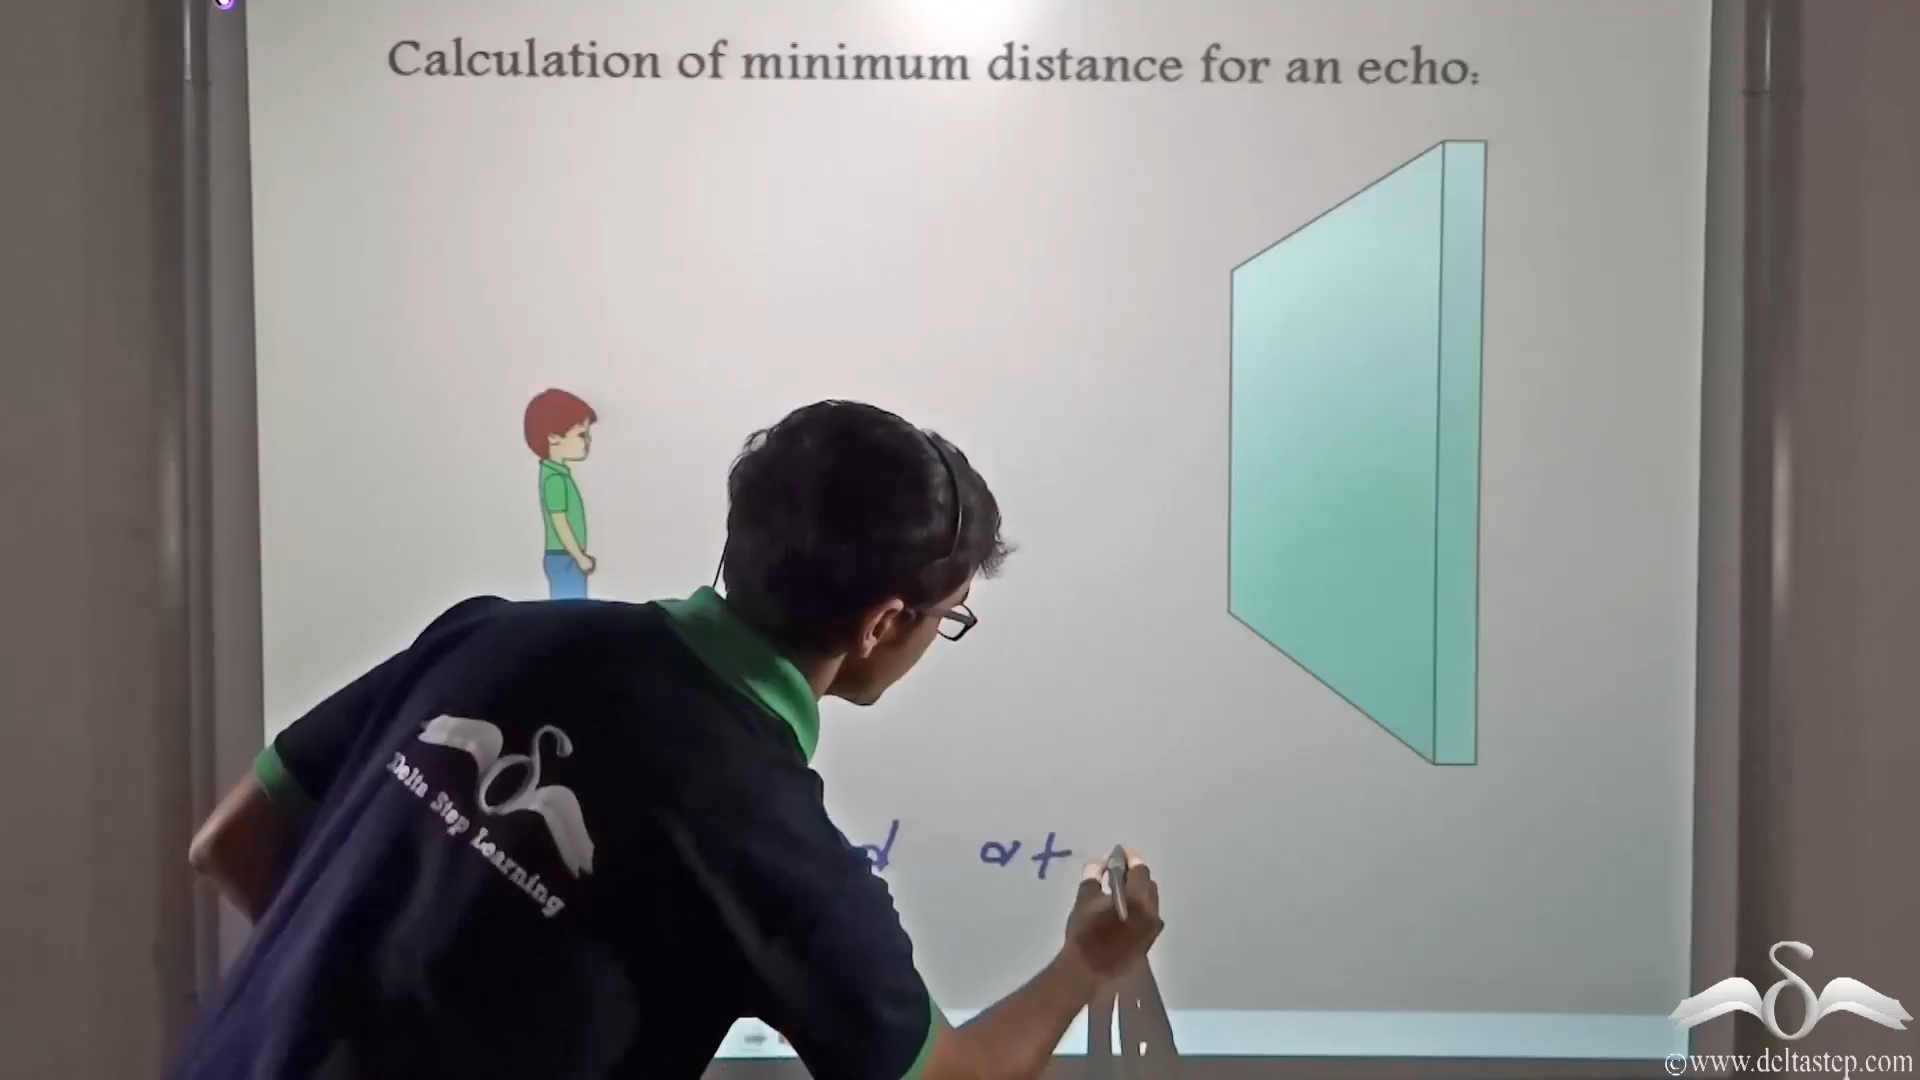 Calculation of minimum distance for an echo:
at
Delta Step Learning
©www.deltastep.com